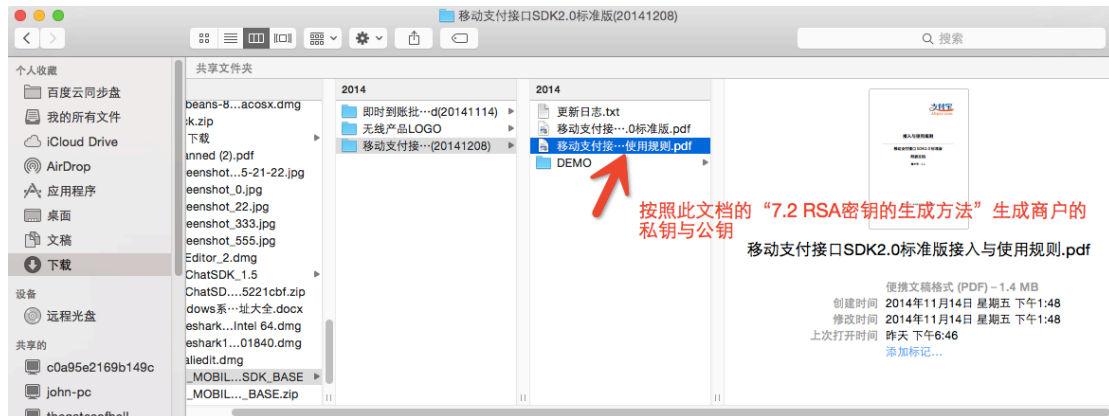 移动支付接口SDK2.0标准版(20141208)
搜索
个人收藏
百度云同步盘
我的所有文件
iCloud Drive
AirDrop
应用程序
桌面
文稿
下载
设备
远程光盘
共享的
c0a95e2169b149c
john-pc
共享文件夹
beans-8...acosx.dmg
k.zip
下载
anned (2).pdf
eenshot...5-21-22.jpg
eenshot_0.jpg
eenshot_22.jpg
eenshot_333.jpg
eenshot_555.jpg
Editor_2.dmg
ChatSDK_1.5
ChatSD....5221cbf.zip
dows系···址大全.docx
eshark...Intel 64.dmg
eshark1...01840.dmg
aliedit.dmg
_MOBIL...SDK_BASE
_MOBIL..._BASE.zip
2014
即时到账批···d(20141114)
无线产品LOGO
移动支付接···(20141208)
2014
更新日志.txt
移动支付接···.0标准版.pdf
移动支付接···使用规则.pdf
DEMO
按照此文档的“7.2 RSA密钥的生成方法”生成商户的
私钥与公钥
支付宝
接入与使用规则
移动支付接口SDK2.0标准版接入与使用规则.pdf
便携文稿格式 (PDF) – 1.4 MB
创建时间 2014年11月14日 星期五 下午1:48
修改时间 2014年11月14日 星期五 下午1:48
上次打开时间 昨天 下午6:46
添加标记...